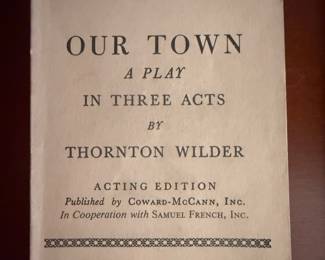 OUR TOWN
A PLAY
IN THREE ACTS
BY
THORNTON WILDER
ACTING EDITION
Published by COWARD-MCCANN, INC.
In Cooperation with SAMUEL FRENCH, INC.